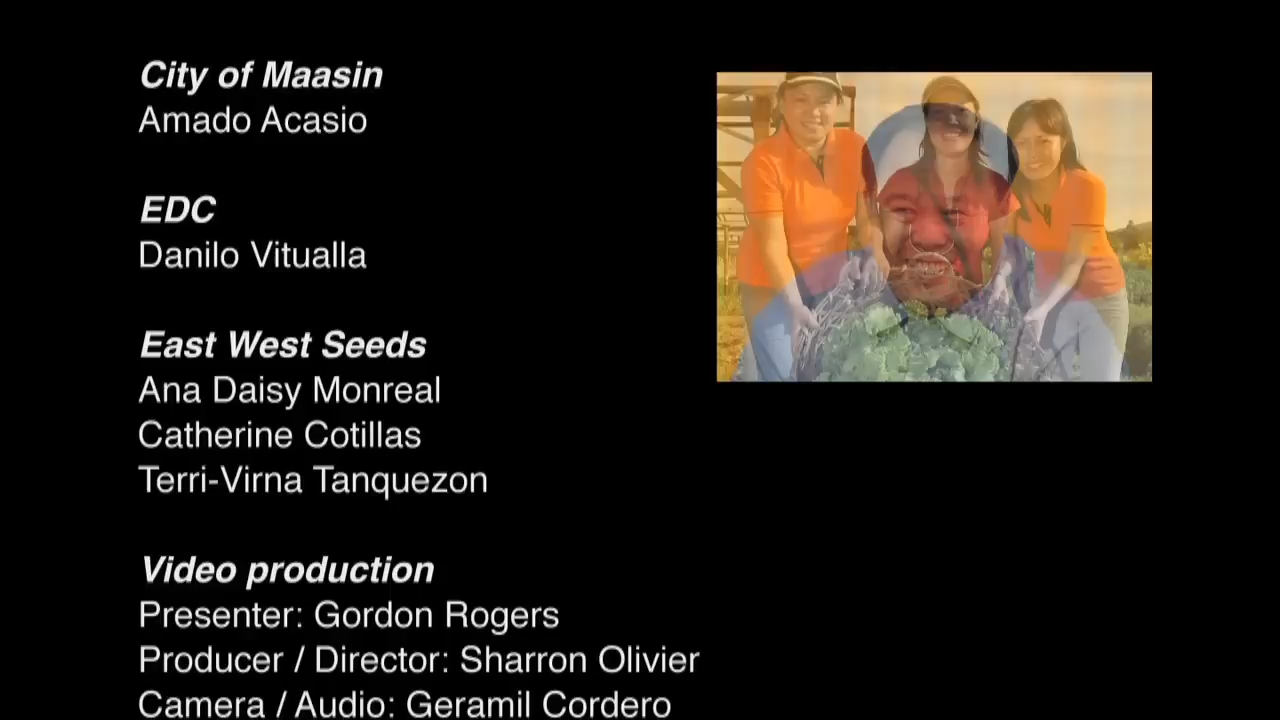 City of Maasin
Amado Acasio
EDC
Danilo Vitualla
East West Seeds
Ana Daisy Monreal
Catherine Cotillas
Terri-Virna Tanquezon
Video production
Presenter: Gordon Rogers
Producer / Director: Sharron Olivier
Camera / Audio: Geramil Cordero